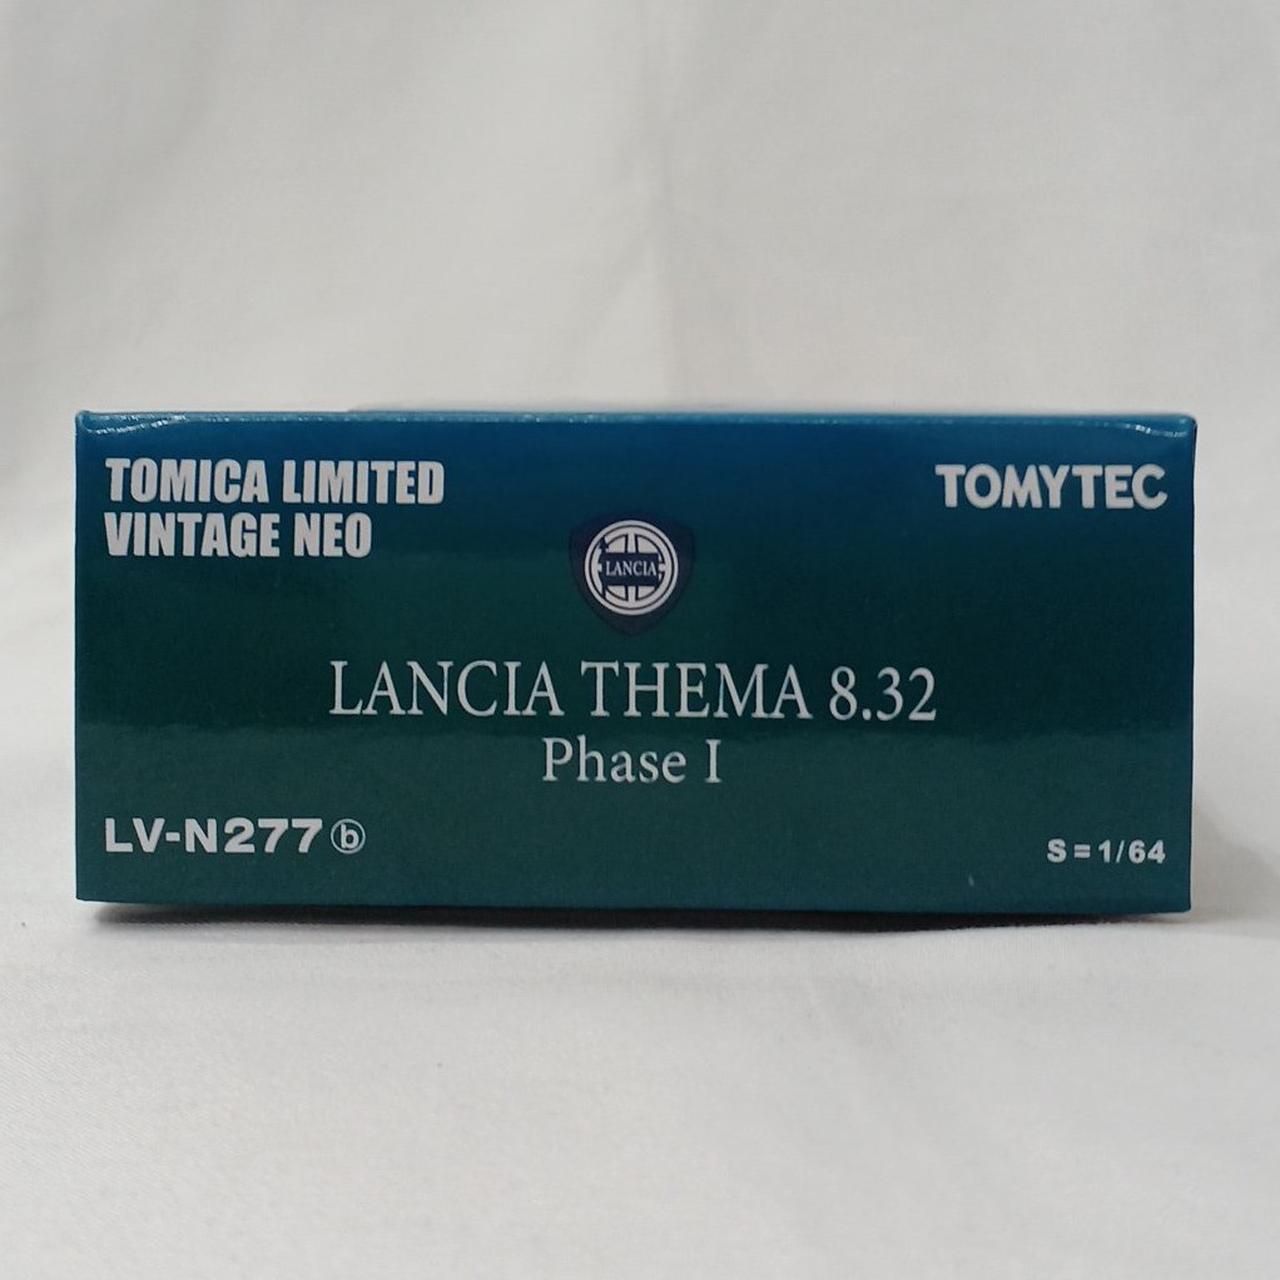 TOMICA LIMITED
VINTAGE NEO
TOMYTEC
LANCIA
LANCIA THEMA 8.32
Phase I
LV-N277ⓑ
S=1/64